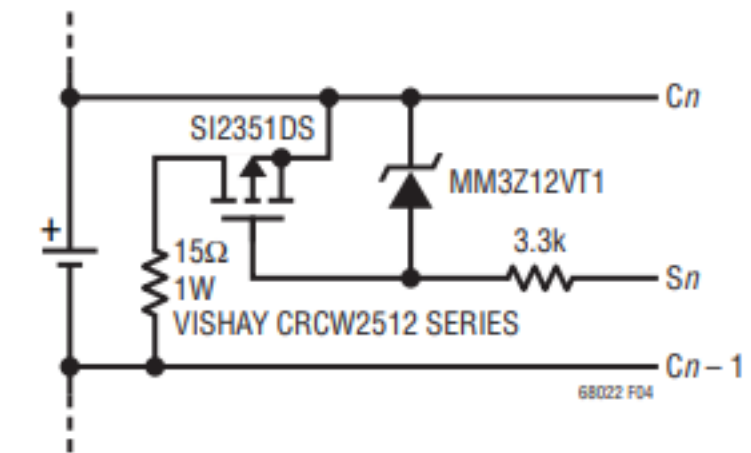 Cn
SI2351DS
MM3Z12VT1
+
15Ω
1W
VISHAY CRCW2512 SERIES
3.3k
Sn
Cn – 1
68022 F04